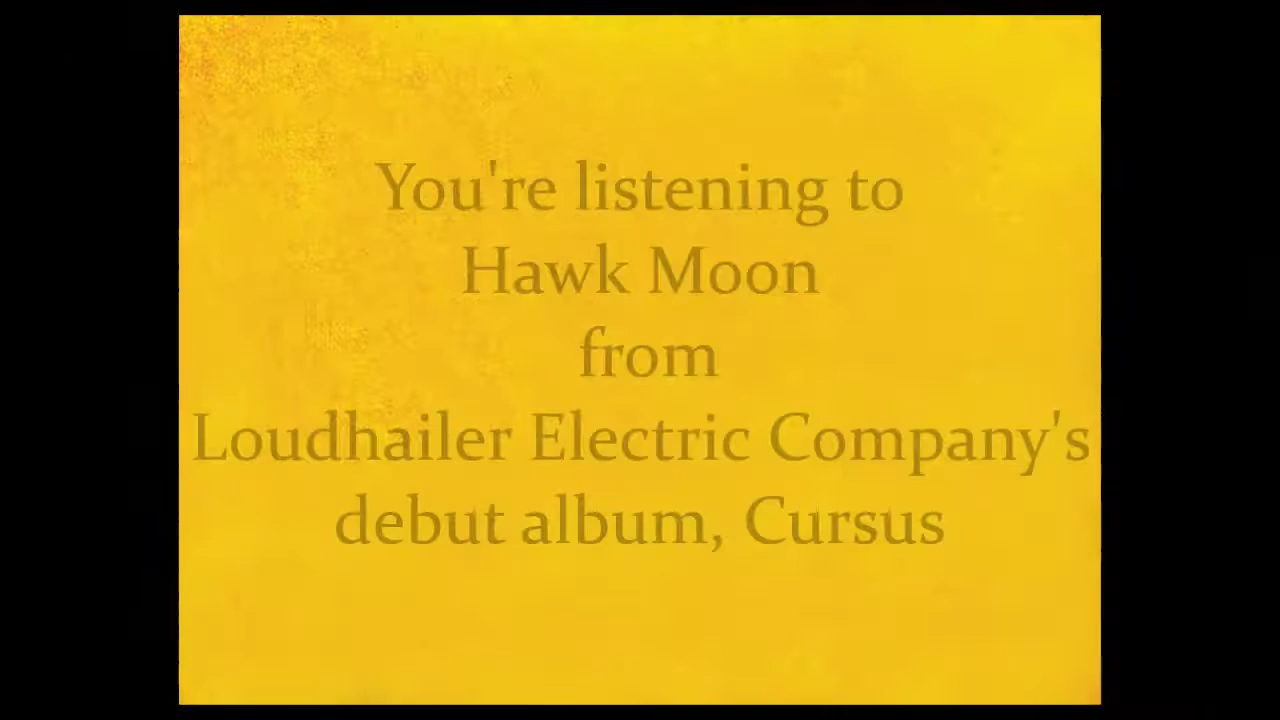 You're listening to
Hawk Moon
from
Loudhailer Electric Company's
debut album, Cursus